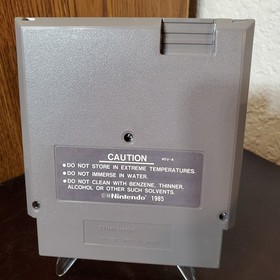 CAUTION REV-A
•DO NOT STORE IN EXTREME TEMPERATURES.
•DO NOT IMMERSE IN WATER.
•DO NOT CLEAN WITH BENZENE, THINNER,
ALCOHOL OR OTHER SUCH SOLVENTS.
©Nintendo® 1985